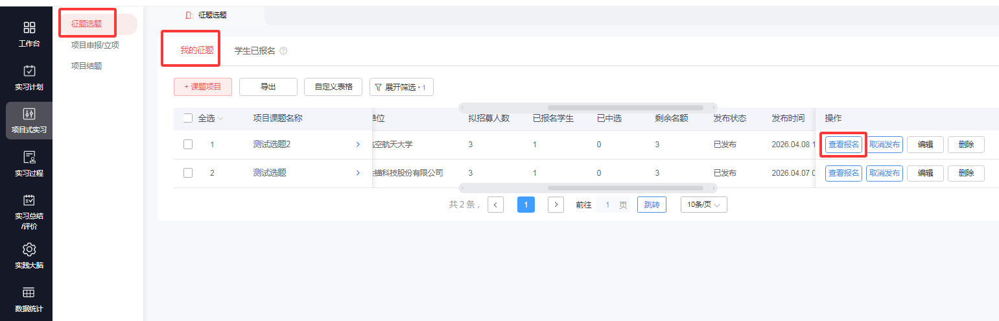 工作台
实习计划
项目式实习
实习过程
实习总结
/评价
实践大脑
数据统计
征题选题
项目申报/立项
项目结题
征题选题
我的征题 学生已报名 ?
+ 课题项目 导出 自定义表格 展开筛选 • 1
全选 项目课题名称 单位 拟招募人数 已报名学生 已中选 剩余名额 发布状态 发布时间 操作
1 测试选题2 航空航天大学 3 1 0 3 已发布 2026.04.08 1 查看报名 取消发布 编辑 删除
2 测试选题 锚科技股份有限公司 3 1 0 3 已发布 2026.04.07 0 查看报名 取消发布 编辑 删除
共 2 条， 1 前往 1 页 跳转 10条/页